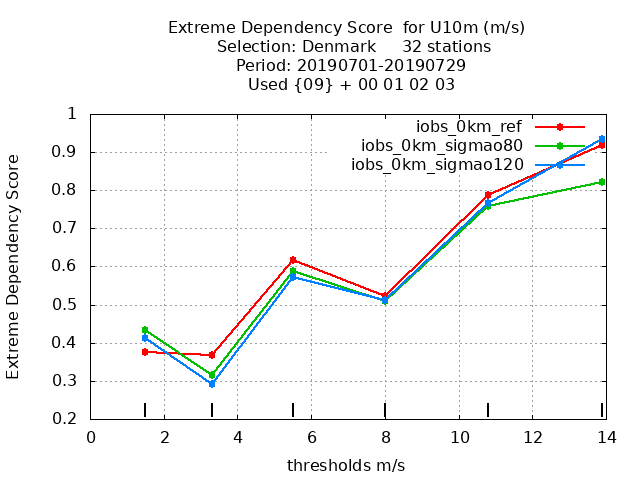 Extreme Dependency Score  for U10m (m/s)
Selection: Denmark     32 stations
Period: 20190701-20190729
Used {09} + 00 01 02 03
iobs_0km_ref
iobs_0km_sigmao80
iobs_0km_sigmao120
Extreme Dependency Score
1
0.9
0.8
0.7
0.6
0.5
0.4
0.3
0.2
0 2 4 6 8 10 12 14
thresholds m/s